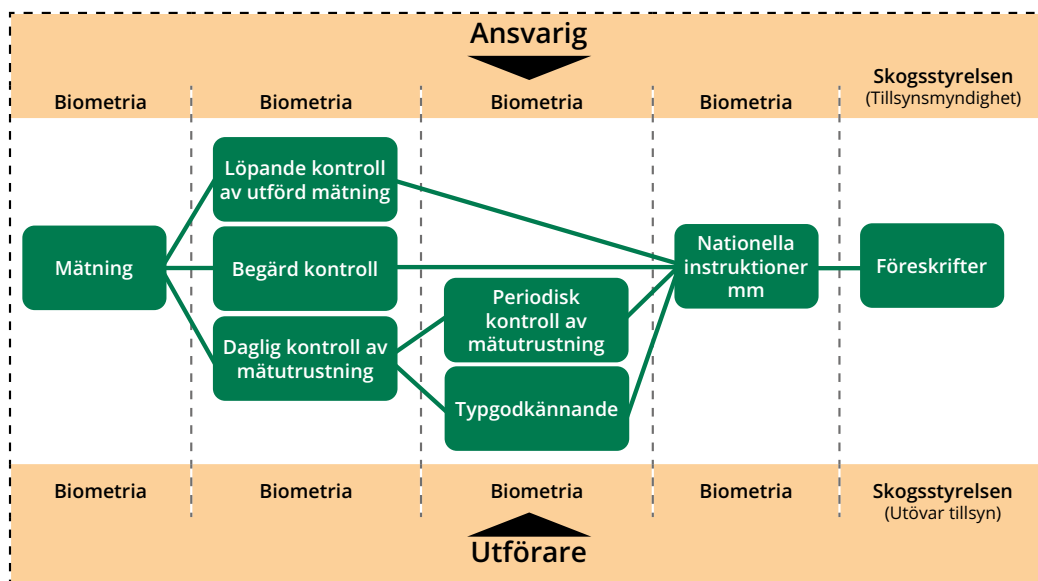 Ansvarig
Biometria
Biometria
Biometria
Biometria
Skogsstyrelsen
(Tillsynsmyndighet)
Mätning
Löpande kontroll
av utförd mätning
Begärd kontroll
Daglig kontroll av
mätutrustning
Periodisk
kontroll av
mätutrustning
Typgodkännande
Nationella
instruktioner
mm
Föreskrifter
Biometria
Biometria
Biometria
Biometria
Skogsstyrelsen
(Utövar tillsyn)
Utförare